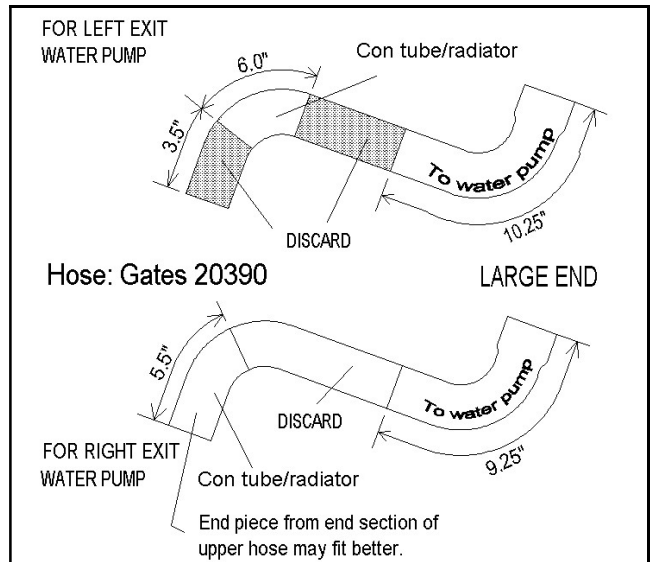 FOR LEFT EXIT
WATER PUMP
6.0"
Con tube/radiator
3.5"
To water pump
10.25"
DISCARD
Hose: Gates 20390
LARGE END
5.5"
To water pump
DISCARD
9.25"
FOR RIGHT EXIT
WATER PUMP
Con tube/radiator
End piece from end section of
upper hose may fit better.